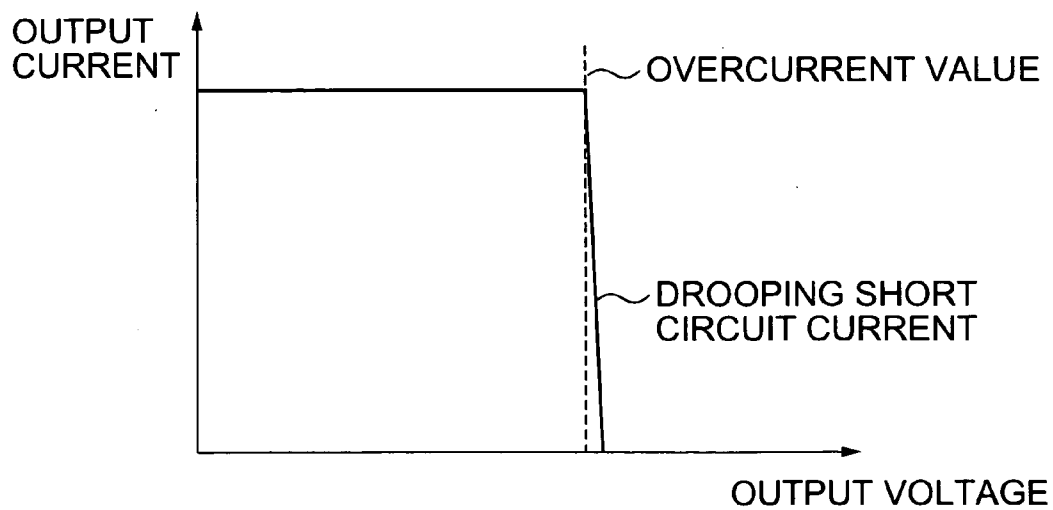 OUTPUT
CURRENT
OVERCURRENT VALUE
DROOPING SHORT
CIRCUIT CURRENT
OUTPUT VOLTAGE